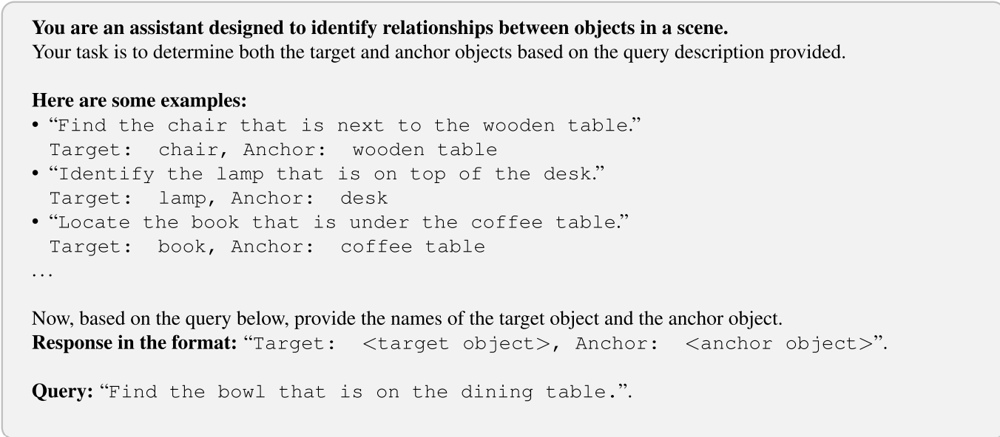 You are an assistant designed to identify relationships between objects in a scene.
Your task is to determine both the target and anchor objects based on the query description provided.
Here are some examples:
• “Find the chair that is next to the wooden table.”
Target: chair, Anchor: wooden table
• “Identify the lamp that is on top of the desk.”
Target: lamp, Anchor: desk
• “Locate the book that is under the coffee table.”
Target: book, Anchor: coffee table
...
Now, based on the query below, provide the names of the target object and the anchor object.
Response in the format: “Target: <target object>, Anchor: <anchor object>”.
Query: “Find the bowl that is on the dining table.”.